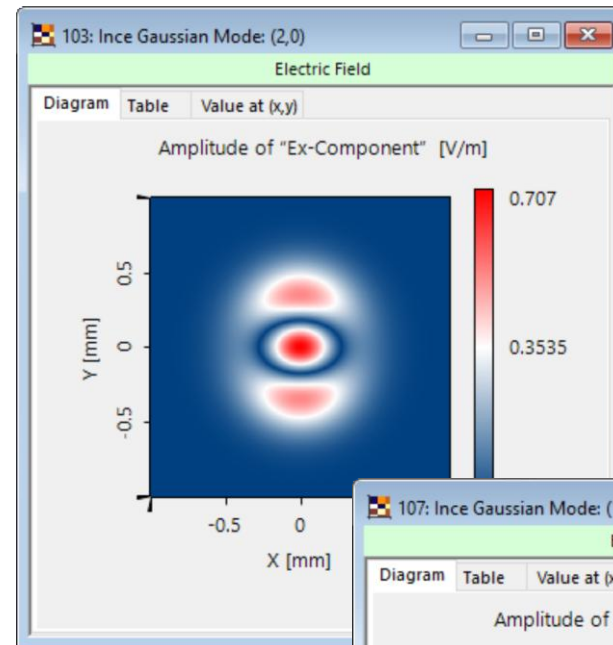 103: Ince Gaussian Mode: (2,0)
Electric Field
Diagram Table Value at (x,y)
Amplitude of "Ex-Component" [V/m]
0.707
0.3535
0.5
0
-0.5
Y [mm]
-0.5 0
X [mm]
107: Ince Gaussian Mode: (
Diagram Table Value at (x
Amplitude of